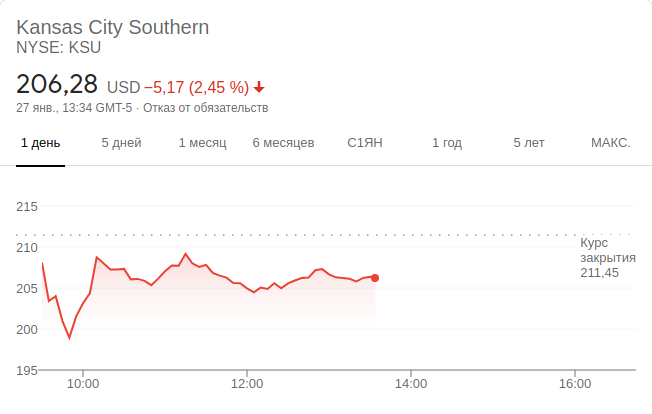 Kansas City Southern
NYSE: KSU
206,28 USD −5,17 (2,45 %)
27 янв., 13:34 GMT-5 · Отказ от обязательств
1 день 5 дней 1 месяц 6 месяцев С1ЯН 1 год 5 лет МАКС.
215
210
205
200
195
Курс
закрытия
211,45
10:00 12:00 14:00 16:00